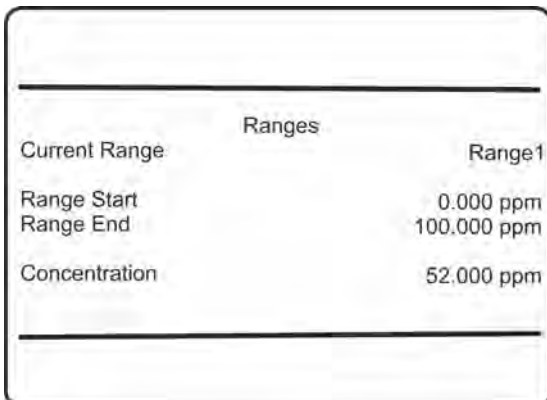 Ranges
Current Range Range1
Range Start 0.000 ppm
Range End 100.000 ppm
Concentration 52.000 ppm